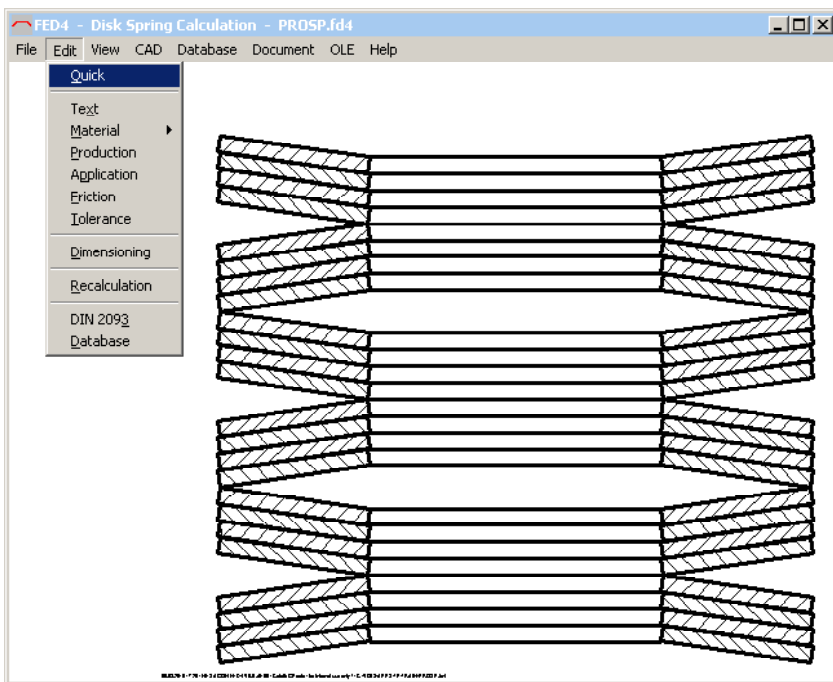 FED4 - Disk Spring Calculation - PROSP.fd4
File Edit View CAD Database Document OLE Help
Quick
Text
Material
Production
Application
Friction
Tolerance
Dimensioning
Recalculation
DIN 2093
Database